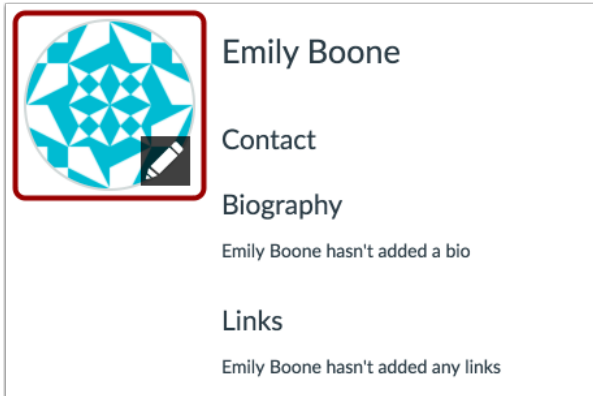 Emily Boone
Contact
Biography
Emily Boone hasn't added a bio
Links
Emily Boone hasn't added any links